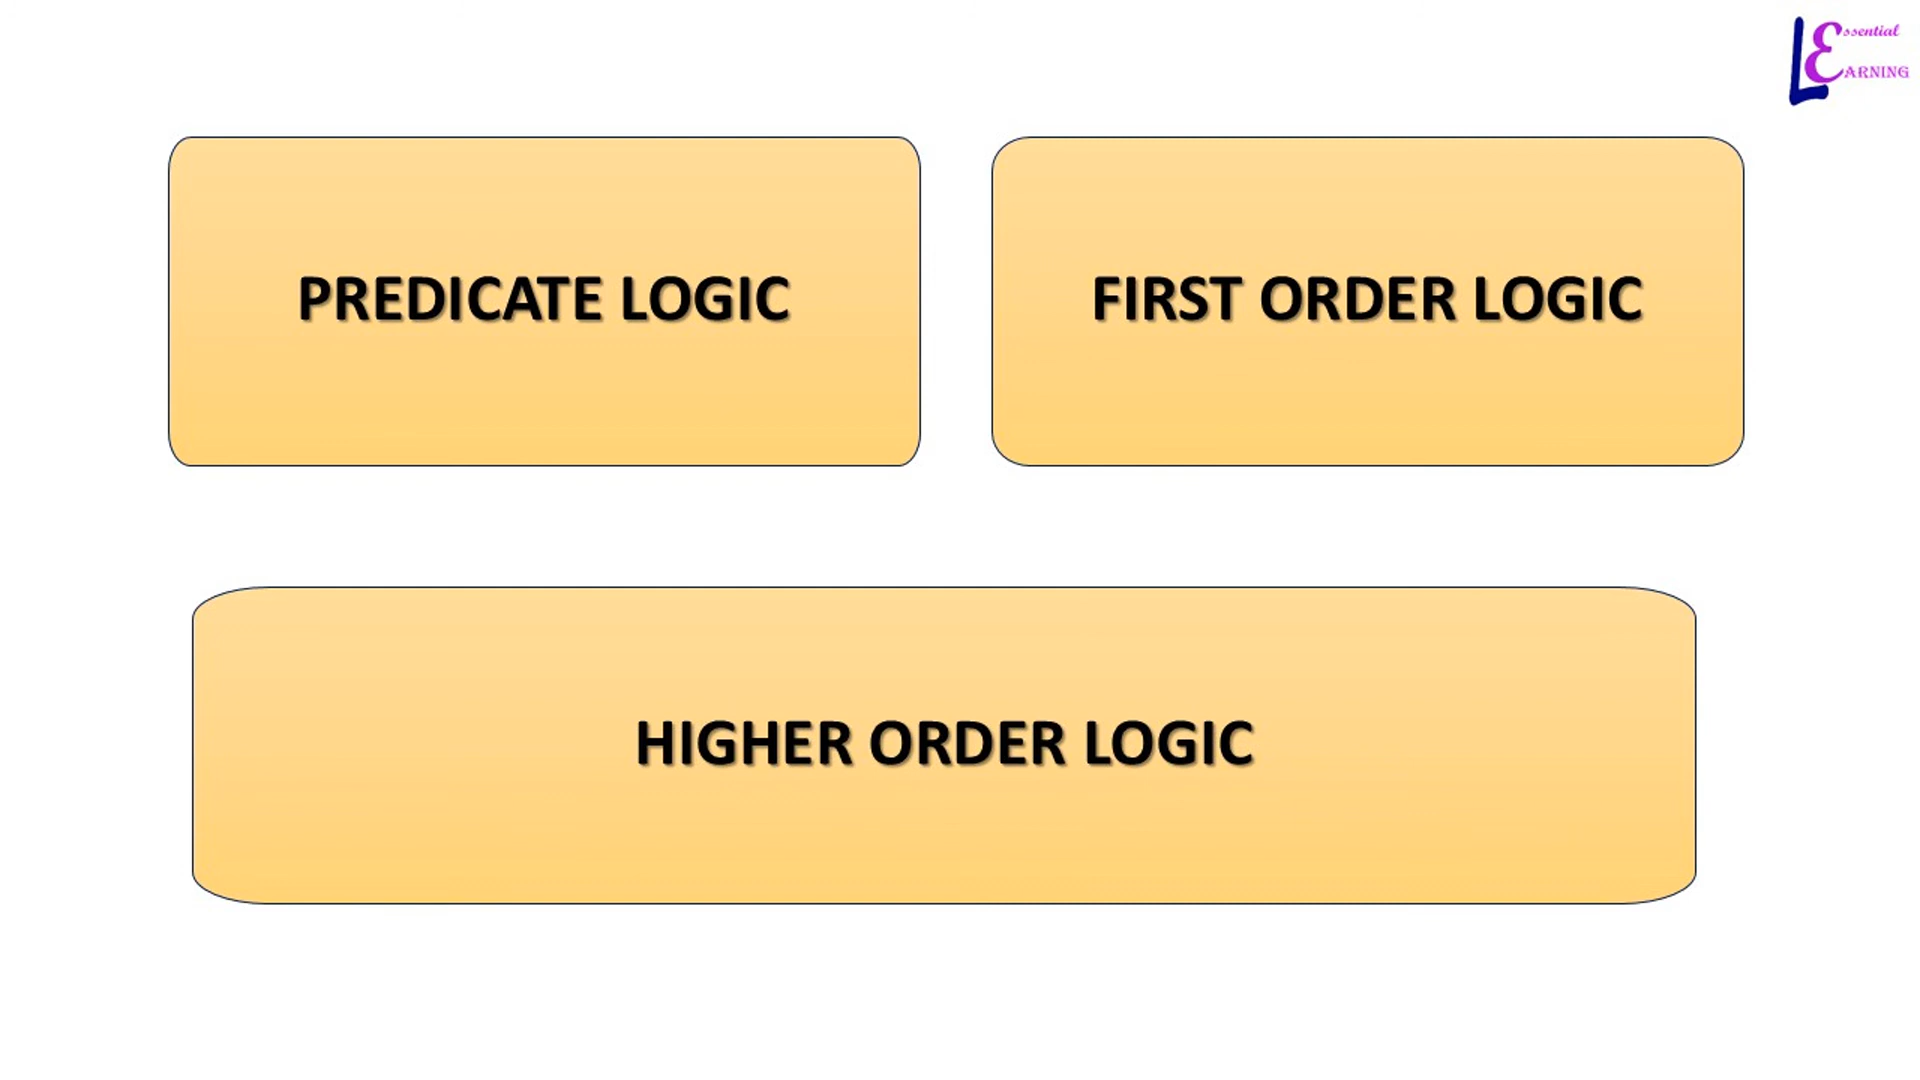 Essential
LEARNING
PREDICATE LOGIC
FIRST ORDER LOGIC
HIGHER ORDER LOGIC